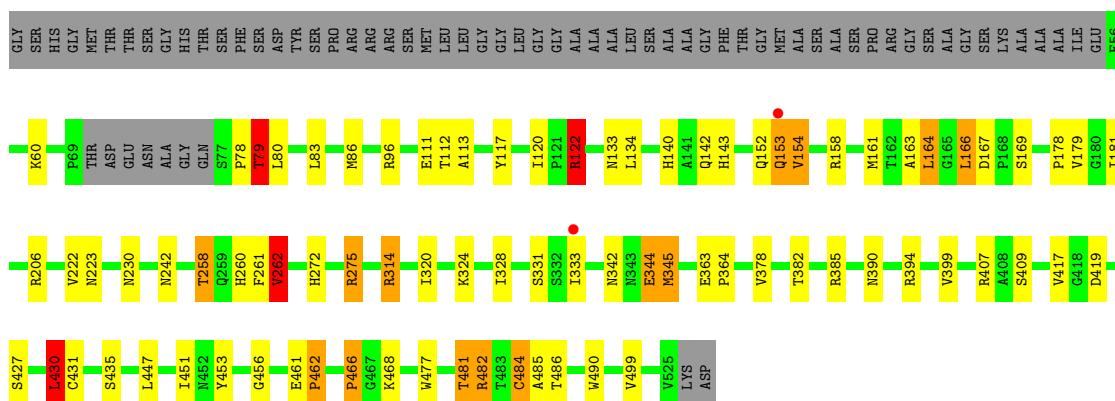 GLY SER HIS GLY MET THR THR SER GLY HIS THR SER PHE SER ASP TYR SER PRO ARG ARG ARG SER MET LEU LEU GLY GLY LEU GLY GLY ALA ALA ALA ALA LEU SER ALA ALA ALA GLY PHE THR GLY MET ALA SER ALA SER PRO ARG GLY SER ALA GLY SER LYS ALA ALA ALA ALA ILE GLU E56
K60 P69 THR ASP GLU ASN ALA GLY GLN S77 P78 T79 L80 L83 M86 R96 E111 T112 A113 Y117 I120 P121 R122 N133 L134 H140 A141 Q142 H143 Q152 Q153 V154 R158 M161 T162 A163 L164 G165 L166 D167 P168 S169 P178 V179 G180 I181
R206 V222 N223 N230 N242 T258 Q259 H260 F261 V262 H272 R275 R314 I320 K324 I328 S331 S332 I333 N342 N343 E344 M345 E363 P364 V378 T382 R385 N390 R394 V399 R407 A408 S409 V417 G418 D419
S427 L430 C431 S435 L447 I451 N452 Y453 G456 E461 P462 P466 G467 K468 W477 T481 R482 T483 C484 A485 T486 W490 V499 V525 LYS ASP